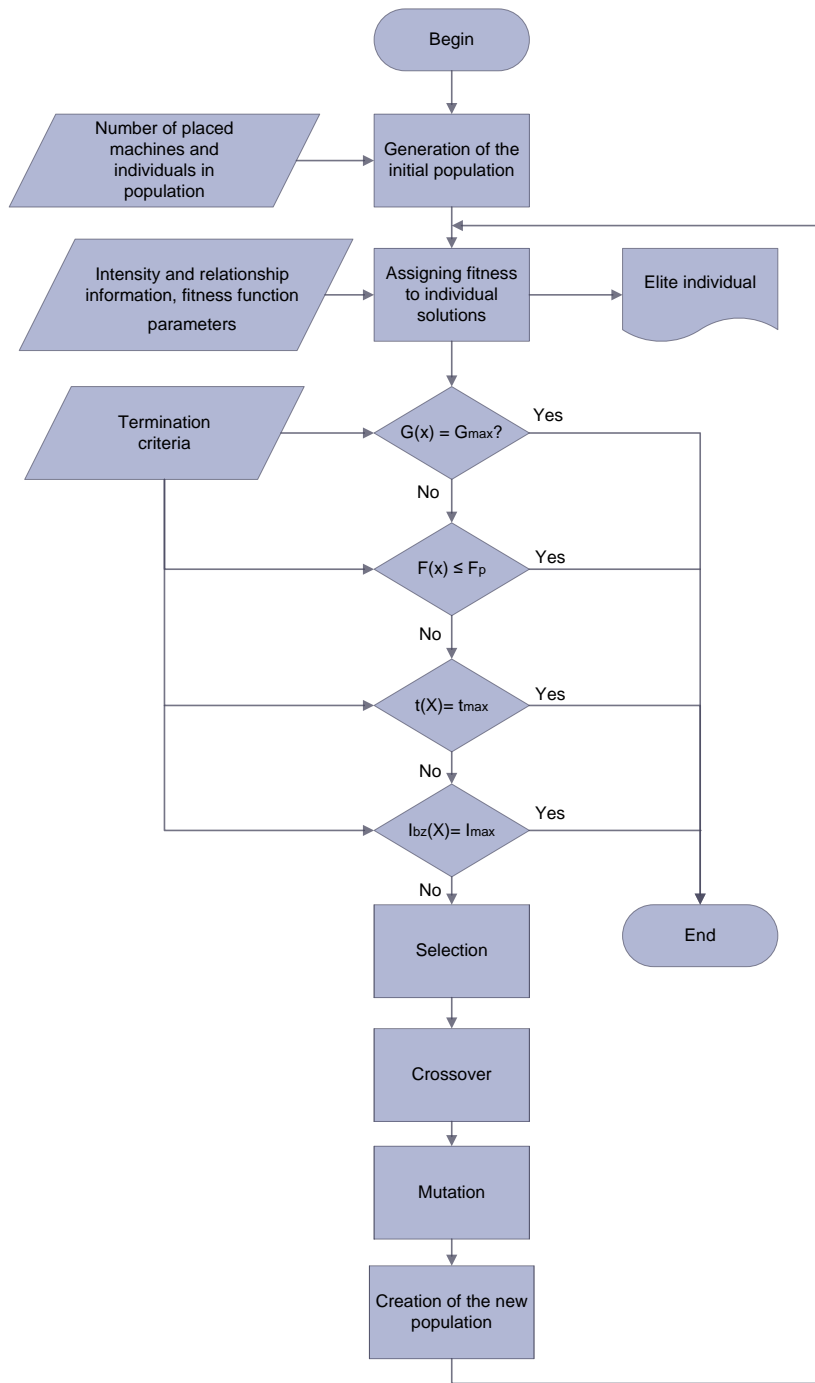 Begin
Number of placed
machines and
individuals in
population
Generation of the
initial population
Intensity and relationship
information, fitness function
parameters
Assigning fitness
to individual
solutions
Elite individual
Termination
criteria
G(x) = Gmax?
Yes
No
F(x) ≤ Fp
Yes
No
t(X)= tmax
Yes
No
Ibz(X)= Imax
Yes
No
Selection
End
Crossover
Mutation
Creation of the new
population